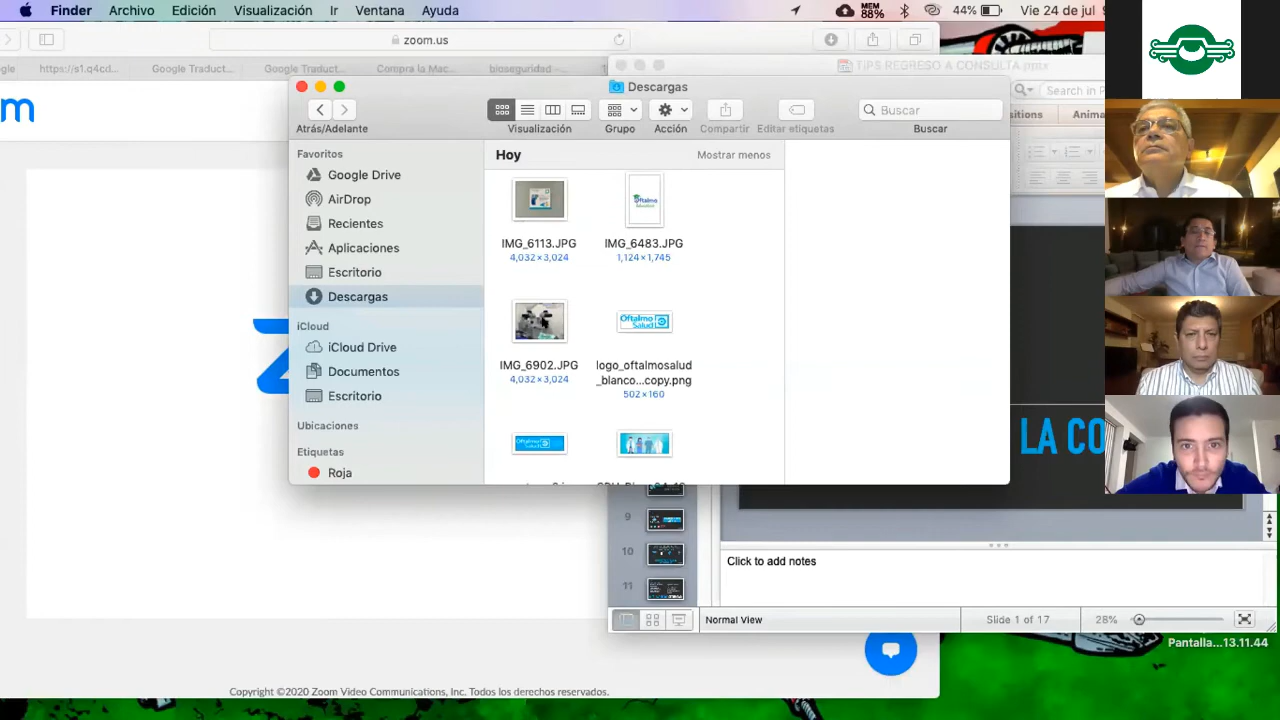 Finder Archivo Edición Visualización Ir Ventana Ayuda MEM 88% 44% Vie 24 de jul
zoom.us
https://s1.q4cd... Google Traduct... Google Traduct... Compra la Mac... bioseguridad -...
TIPS REGRESO A CONSULTA.pptx
Descargas
Search in P
Buscar
Atrás/Adelante Visualización Grupo Acción Compartir Editar etiquetas Buscar
Anima
Favoritos
Google Drive
AirDrop
Recientes
Aplicaciones
Escritorio
Descargas
iCloud
iCloud Drive
Documentos
Escritorio
Ubicaciones
Etiquetas
Roja
Hoy Mostrar menos
IMG_6113.JPG
4,032×3,024
IMG_6483.JPG
1,124×1,745
IMG_6902.JPG
4,032×3,024
Oftalmo
Salud
logo_oftalmosalud
_blanco...copy.png
502×160
LA CO
9
10
11
Click to add notes
Normal View Slide 1 of 17 28%
Pantalla...13.11.44
Copyright ©2020 Zoom Video Communications, Inc. Todos los derechos reservados.